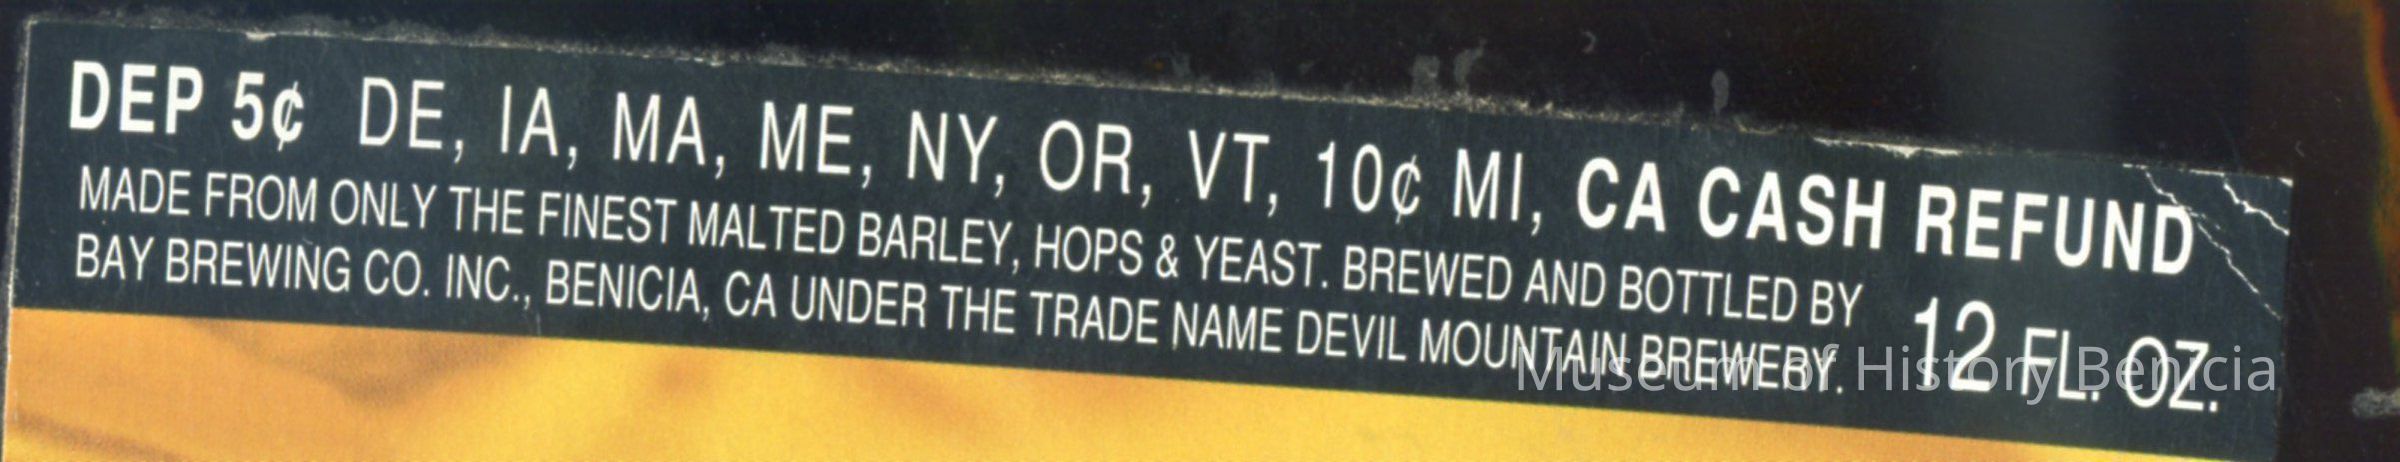 DEP 5¢ DE, IA, MA, ME, NY, OR, VT, 10¢ MI, CA CASH REFUND
MADE FROM ONLY THE FINEST MALTED BARLEY, HOPS & YEAST. BREWED AND BOTTLED BY
BAY BREWING CO. INC., BENICIA, CA UNDER THE TRADE NAME DEVIL MOUNTAIN BREWERY.
12 FL. OZ.
Museum of History Benicia